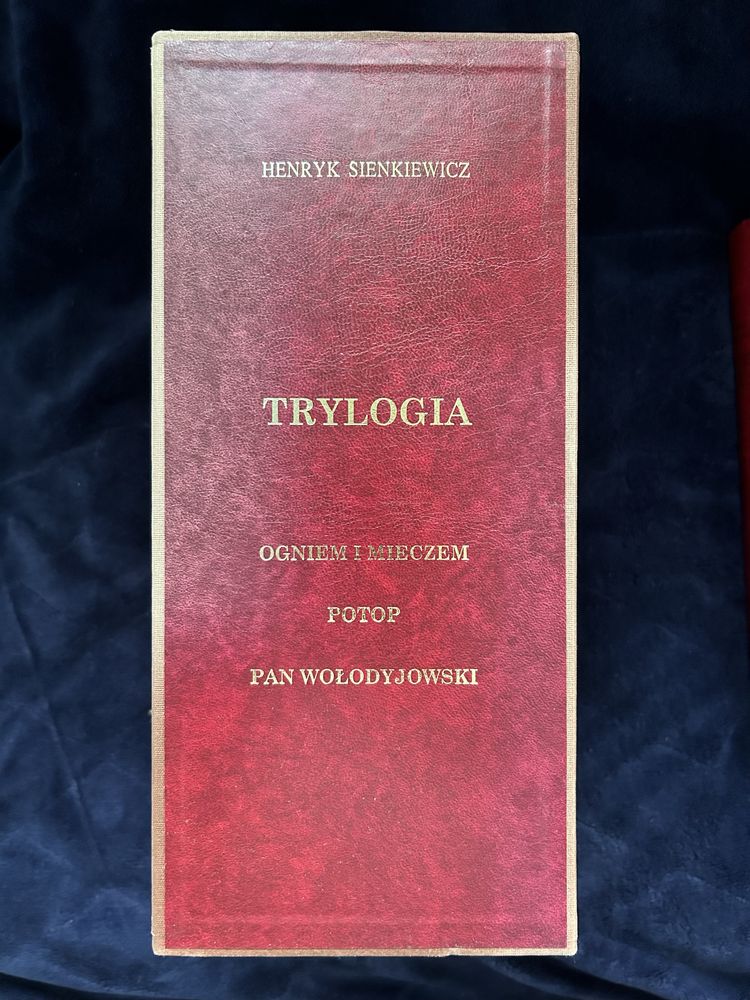 HENRYK SIENKIEWICZ
TRYLOGIA
OGNIEM I MIECZEM
POTOP
PAN WOŁODYJOWSKI